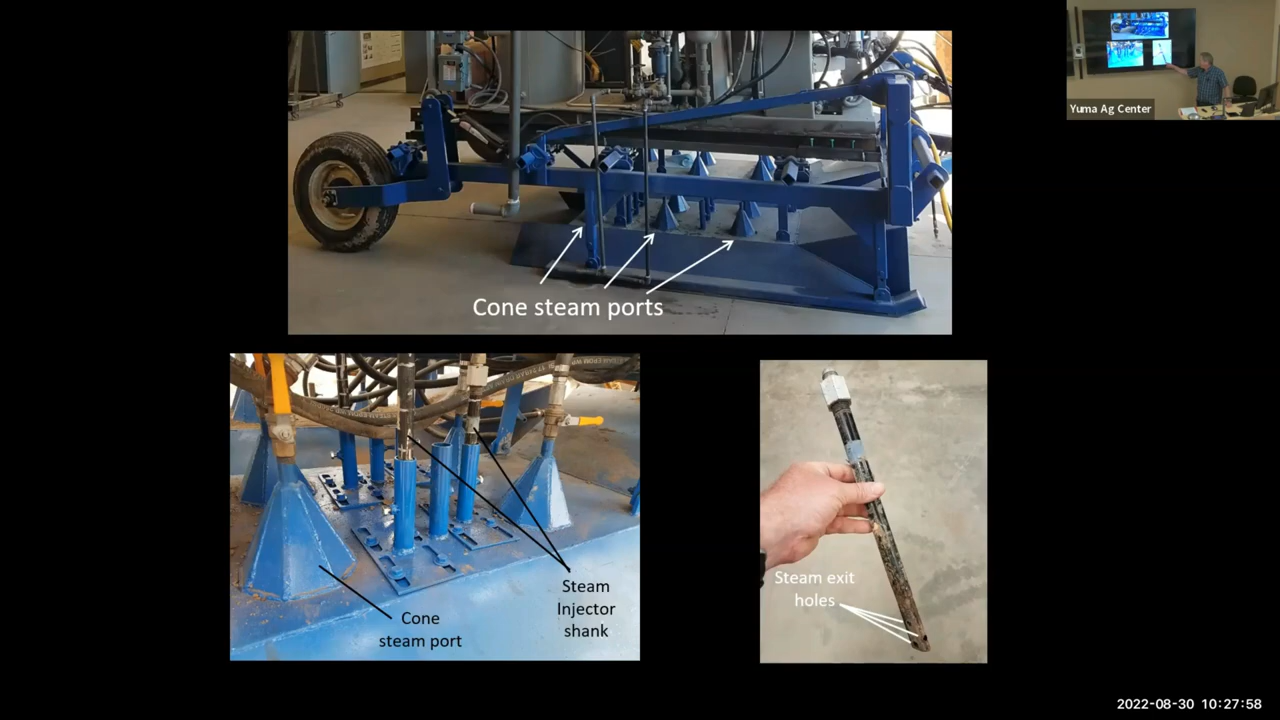 Yuma Ag Center
Cone steam ports
Cone
steam port
Steam
Injector
shank
Steam exit
holes
2022-08-30 10:27:58